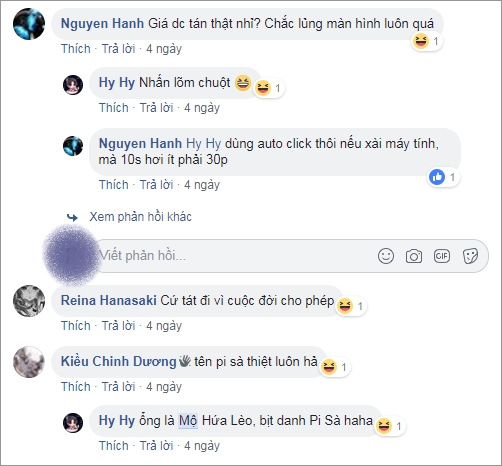 Nguyen Hanh Giá dc tán thật nhỉ? Chắc lủng màn hình luôn quá
1
Thích · Trả lời · 4 ngày
Hy Hy Nhấn lõm chuột 😆
1
Thích · Trả lời · 4 ngày
Nguyen Hanh Hy Hy dùng auto click thôi nếu xài máy tính,
mà 10s hơi ít phải 30p
1
Thích · Trả lời · 4 ngày
Xem phản hồi khác
Viết phản hồi...
GIF
Reina Hanasaki Cứ tát đi vì cuộc đời cho phép
1
Thích · Trả lời · 4 ngày
Kiều Chinh Dương tên pi sà thiệt luôn hả
1
Thích · Trả lời · 4 ngày
Hy Hy ổng là Mộ Hứa Lèo, bịt danh Pi Sà haha
1
Thích · Trả lời · 4 ngày